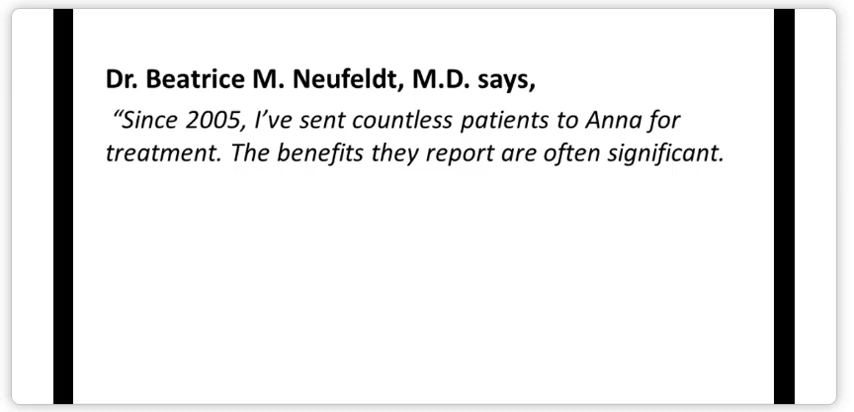 Dr. Beatrice M. Neufeldt, M.D. says,
“Since 2005, I’ve sent countless patients to Anna for
treatment. The benefits they report are often significant.